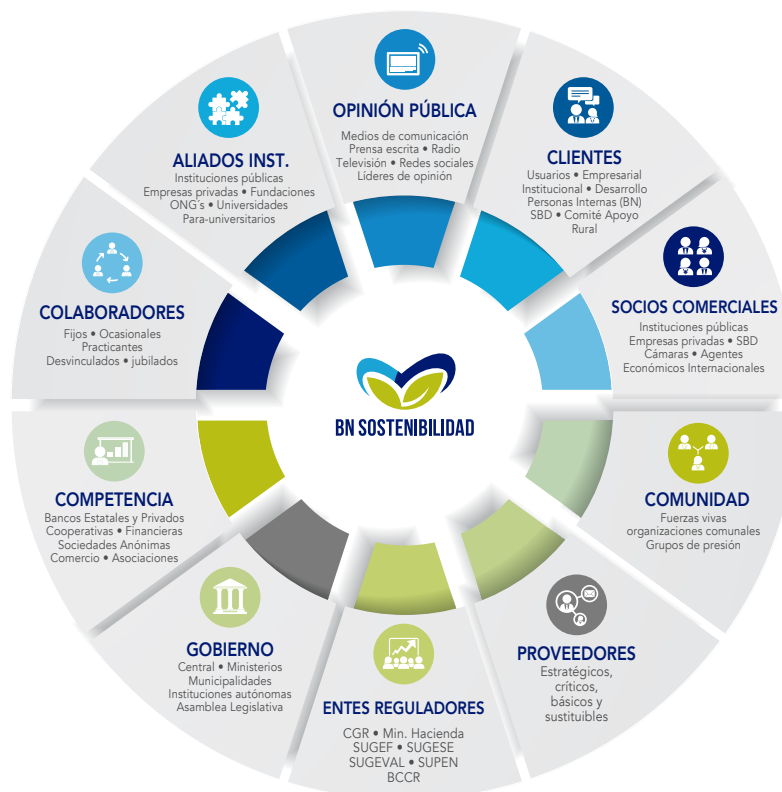 OPINIÓN PÚBLICA
Medios de comunicación
Prensa escrita • Radio
Televisión • Redes sociales
Líderes de opinión
CLIENTES
Usuarios • Empresarial
Institucional • Desarrollo
Personas Internas (BN)
SBD • Comité Apoyo
Rural
SOCIOS COMERCIALES
Instituciones públicas
Empresas privadas • SBD
Cámaras • Agentes
Económicos Internacionales
COMUNIDAD
Fuerzas vivas
organizaciones comunales
Grupos de presión
PROVEEDORES
Estratégicos,
críticos,
básicos y
sustituibles
ENTES REGULADORES
CGR • Min. Hacienda
SUGEF • SUGESE
SUGEVAL • SUPEN
BCCR
GOBIERNO
Central • Ministerios
Municipalidades
Instituciones autónomas
Asamblea Legislativa
COMPETENCIA
Bancos Estatales y Privados
Cooperativas • Financieras
Sociedades Anónimas
Comercio • Asociaciones
COLABORADORES
Fijos • Ocasionales
Practicantes
Desvinculados • jubilados
ALIADOS INST.
Instituciones públicas
Empresas privadas • Fundaciones
ONG´s • Universidades
Para-universitarios
BN SOSTENIBILIDAD